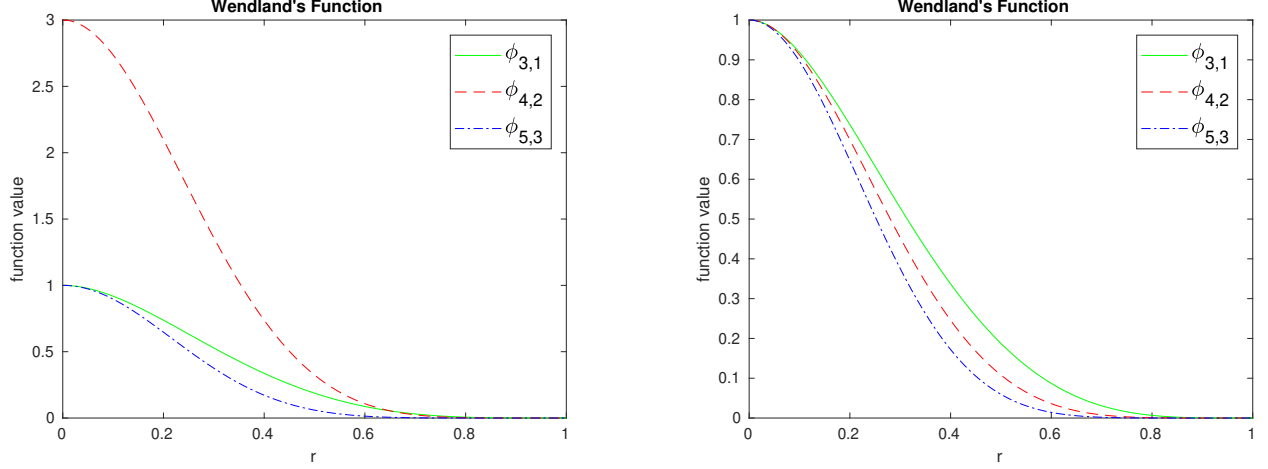 Wendland's Function
3
2.5
2
1.5
1
0.5
0
function value
0
0.2
0.4
0.6
0.8
1
r
ϕ3,1
ϕ4,2
ϕ5,3
Wendland's Function
1
0.9
0.8
0.7
0.6
0.5
0.4
0.3
0.2
0.1
0
function value
0
0.2
0.4
0.6
0.8
1
r
ϕ3,1
ϕ4,2
ϕ5,3